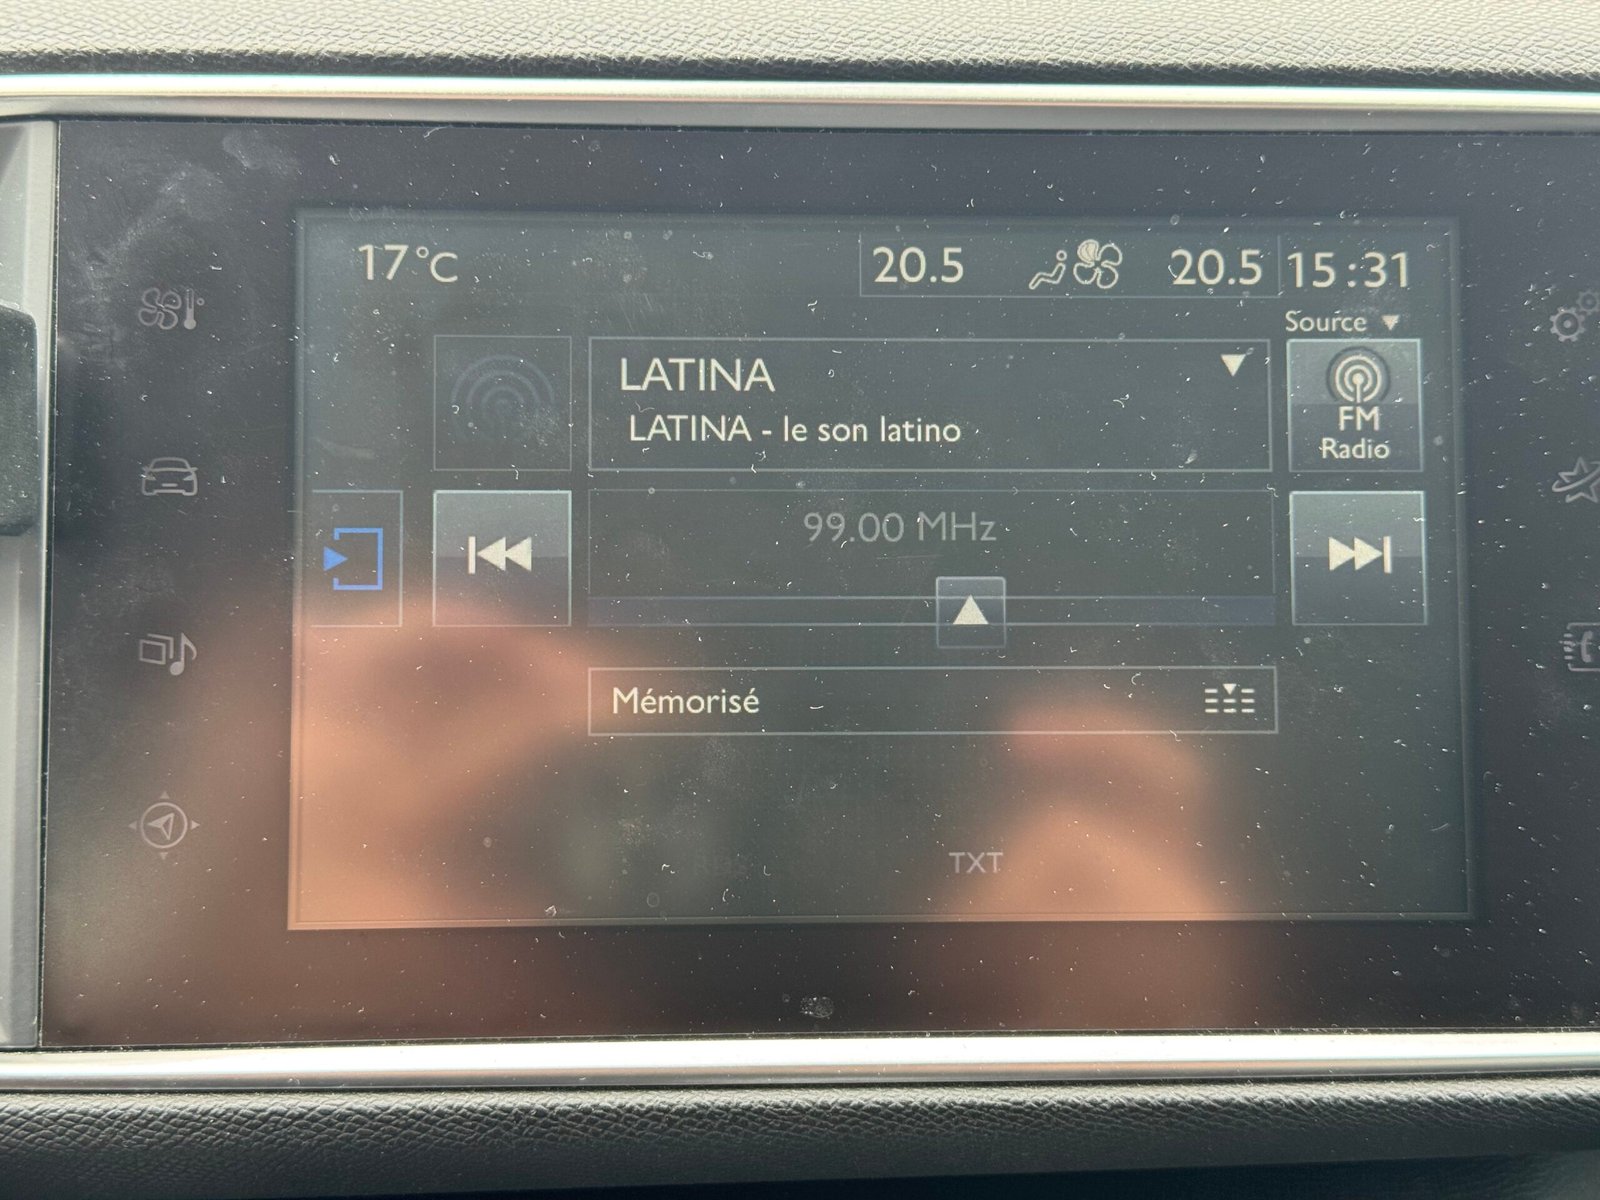 17°C
20.5
20.5
15:31
Source
LATINA
LATINA - le son latino
FM
Radio
99.00 MHz
Mémorisé
TXT